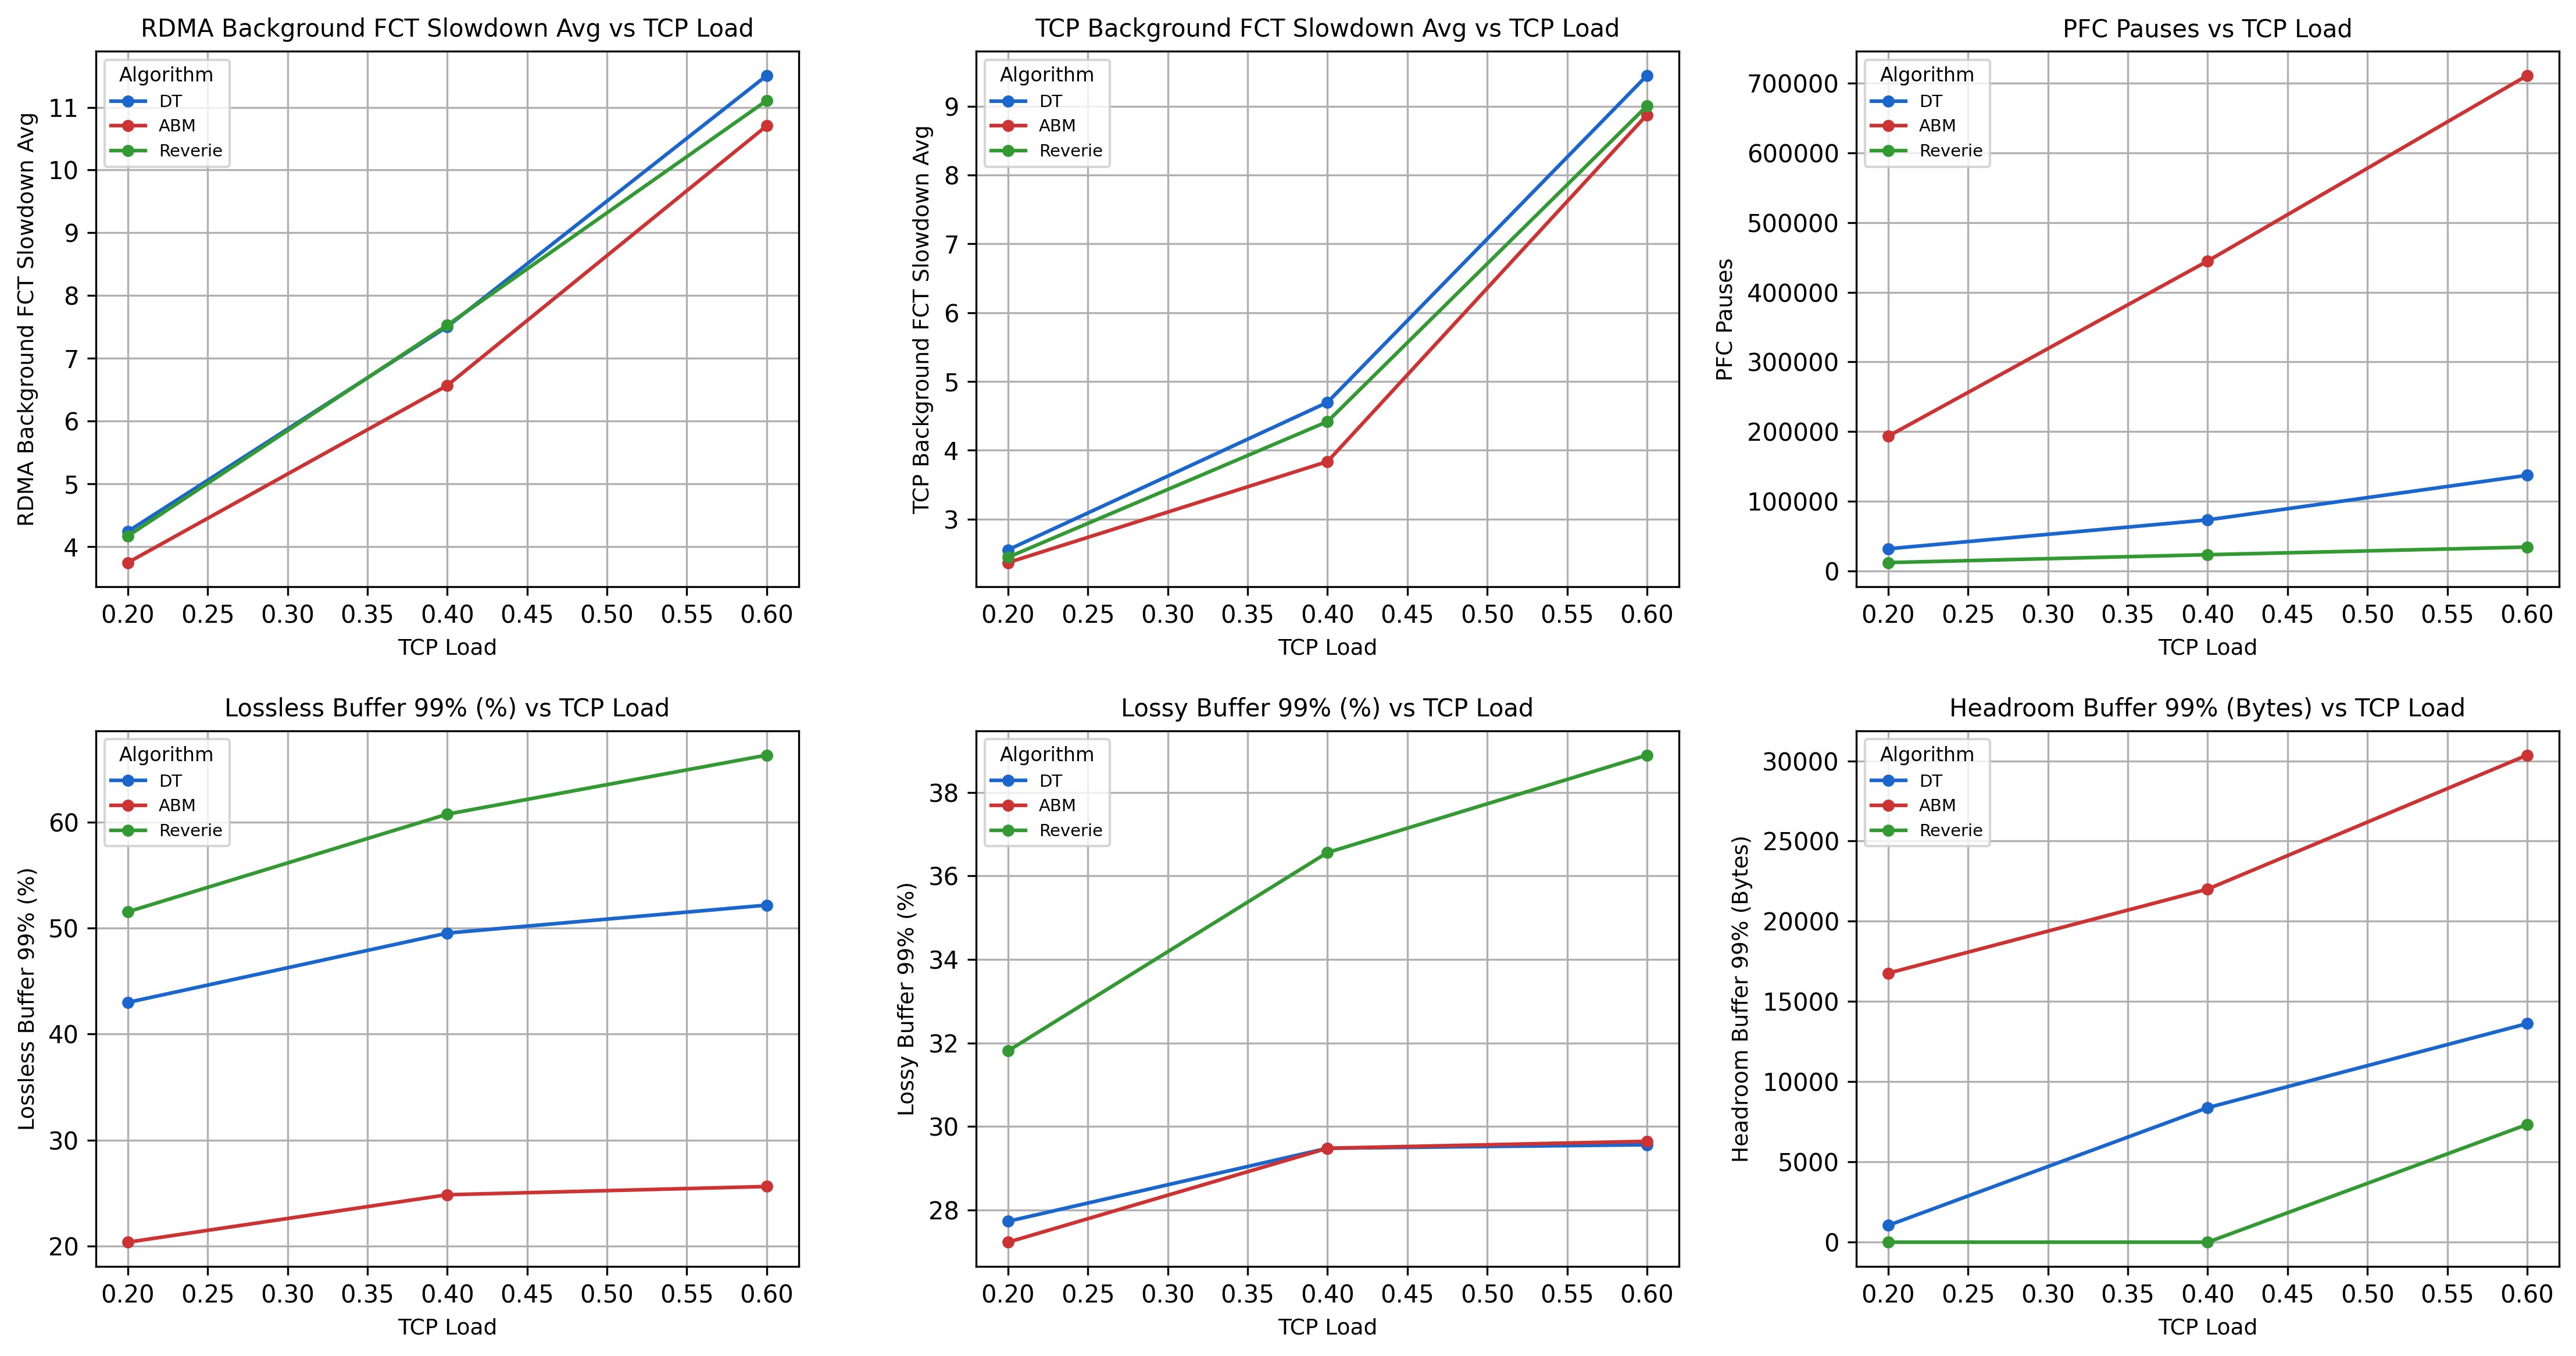 RDMA Background FCT Slowdown Avg vs TCP Load
RDMA Background FCT Slowdown Avg
11
10
9
8
7
6
5
4
Algorithm
DT
ABM
Reverie
0.20 0.25 0.30 0.35 0.40 0.45 0.50 0.55 0.60
TCP Load
TCP Background FCT Slowdown Avg vs TCP Load
TCP Background FCT Slowdown Avg
9
8
7
6
5
4
3
Algorithm
DT
ABM
Reverie
0.20 0.25 0.30 0.35 0.40 0.45 0.50 0.55 0.60
TCP Load
PFC Pauses vs TCP Load
PFC Pauses
700000
600000
500000
400000
300000
200000
100000
0
Algorithm
DT
ABM
Reverie
0.20 0.25 0.30 0.35 0.40 0.45 0.50 0.55 0.60
TCP Load
Lossless Buffer 99% (%) vs TCP Load
Lossless Buffer 99% (%)
60
50
40
30
20
Algorithm
DT
ABM
Reverie
0.20 0.25 0.30 0.35 0.40 0.45 0.50 0.55 0.60
TCP Load
Lossy Buffer 99% (%) vs TCP Load
Lossy Buffer 99% (%)
38
36
34
32
30
28
Algorithm
DT
ABM
Reverie
0.20 0.25 0.30 0.35 0.40 0.45 0.50 0.55 0.60
TCP Load
Headroom Buffer 99% (Bytes) vs TCP Load
Headroom Buffer 99% (Bytes)
30000
25000
20000
15000
10000
5000
0
Algorithm
DT
ABM
Reverie
0.20 0.25 0.30 0.35 0.40 0.45 0.50 0.55 0.60
TCP Load